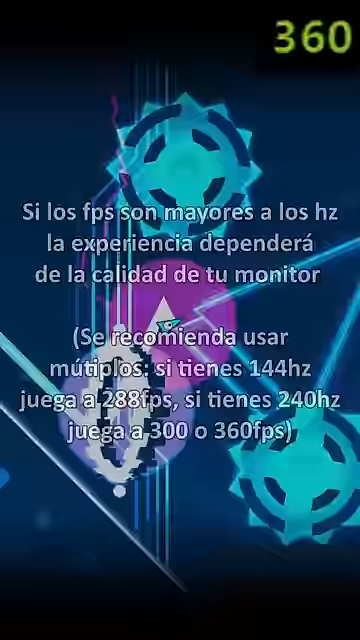 360
Si los fps son mayores a los hz
la experiencia dependerá
de la calidad de tu monitor
(Se recomienda usar
mútiplos: si tienes 144hz
juega a 288fps, si tienes 240hz
juega a 300 o 360fps)